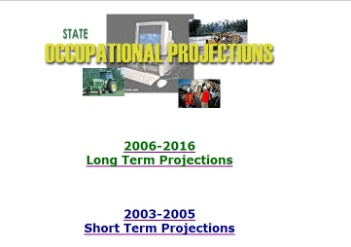 STATE
OCCUPATIONAL PROJECTIONS
2006-2016
Long Term Projections
2003-2005
Short Term Projections